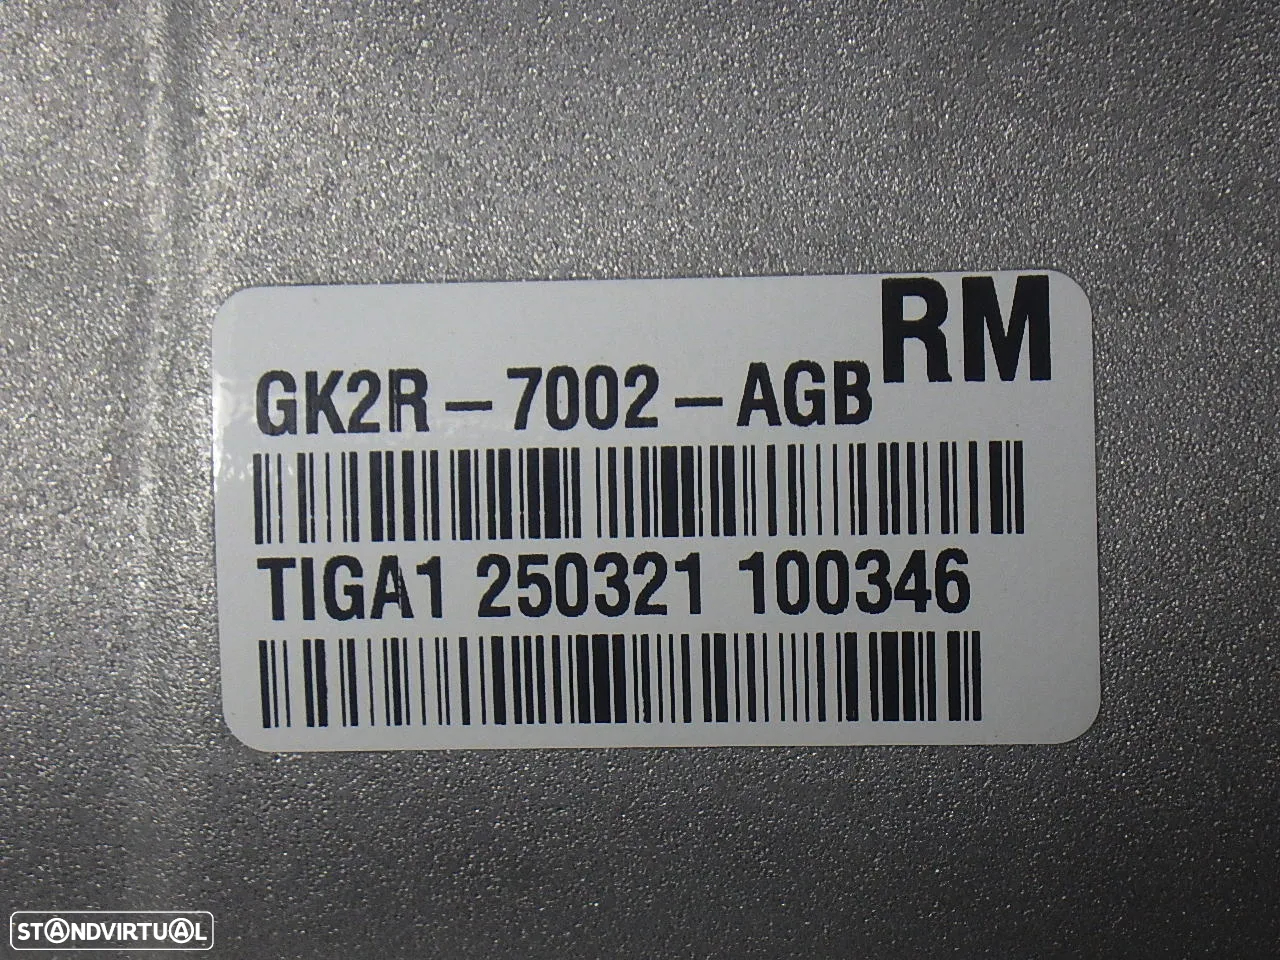 RM
GK2R-7002-AGB
TIGA1 250321 100346
STANDVIRTUAL